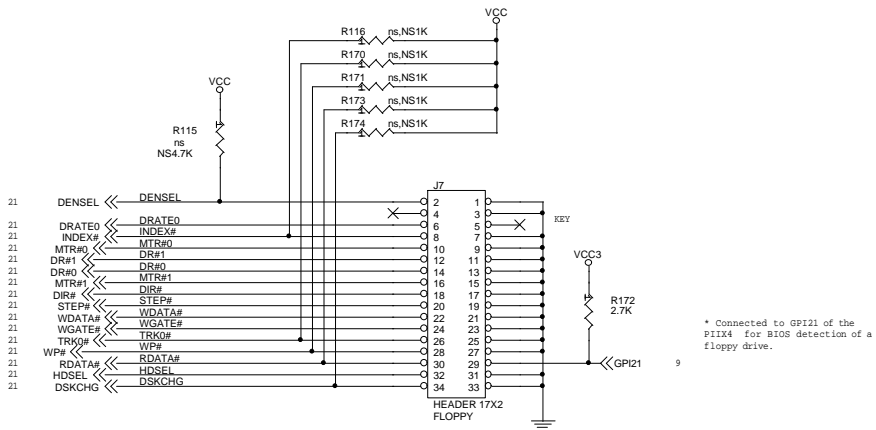 VCC
R116 ns,NS1K
R170 ns,NS1K
R171 ns,NS1K
R173 ns,NS1K
R174 ns,NS1K
VCC
R115
ns
NS4.7K
J7
21 DENSEL DENSEL 2 1
4 3
21 DRATE0 DRATE0 6 5 KEY
21 INDEX# INDEX# 8 7
21 MTR#0 MTR#0 10 9
21 DR#1 DR#1 12 11
21 DR#0 DR#0 14 13
21 MTR#1 MTR#1 16 15
21 DIR# DIR# 18 17
21 STEP# STEP# 20 19
21 WDATA# WDATA# 22 21
21 WGATE# WGATE# 24 23
21 TRK0# TRK0# 26 25
21 WP# WP# 28 27
21 RDATA# RDATA# 30 29 GPI21 9
21 HDSEL HDSEL 32 31
21 DSKCHG DSKCHG 34 33
HEADER 17X2
FLOPPY
VCC3
R172
2.7K
* Connected to GPI21 of the
PIIX4 for BIOS detection of a
floppy drive.